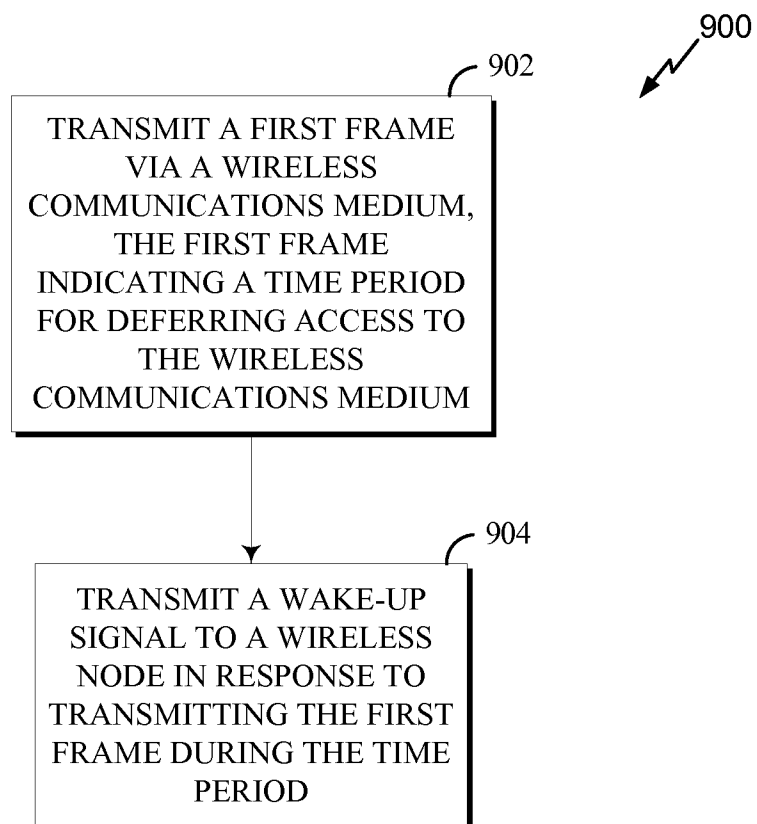 900
902
TRANSMIT A FIRST FRAME
VIA A WIRELESS
COMMUNICATIONS MEDIUM,
THE FIRST FRAME
INDICATING A TIME PERIOD
FOR DEFERRING ACCESS TO
THE WIRELESS
COMMUNICATIONS MEDIUM
904
TRANSMIT A WAKE-UP
SIGNAL TO A WIRELESS
NODE IN RESPONSE TO
TRANSMITTING THE FIRST
FRAME DURING THE TIME
PERIOD